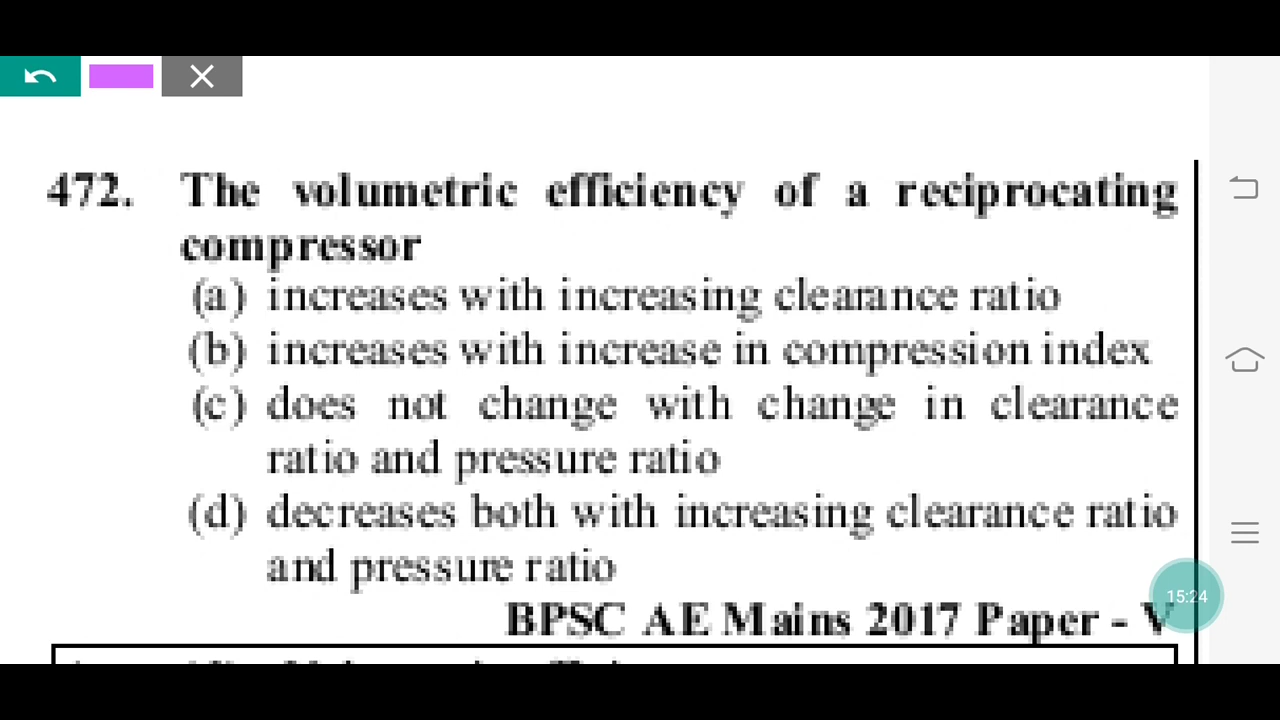 472. The volumetric efficiency of a reciprocating
compressor
(a) increases with increasing clearance ratio
(b) increases with increase in compression index
(c) does not change with change in clearance
ratio and pressure ratio
(d) decreases both with increasing clearance ratio
and pressure ratio
15:24
BPSC AE Mains 2017 Paper - V